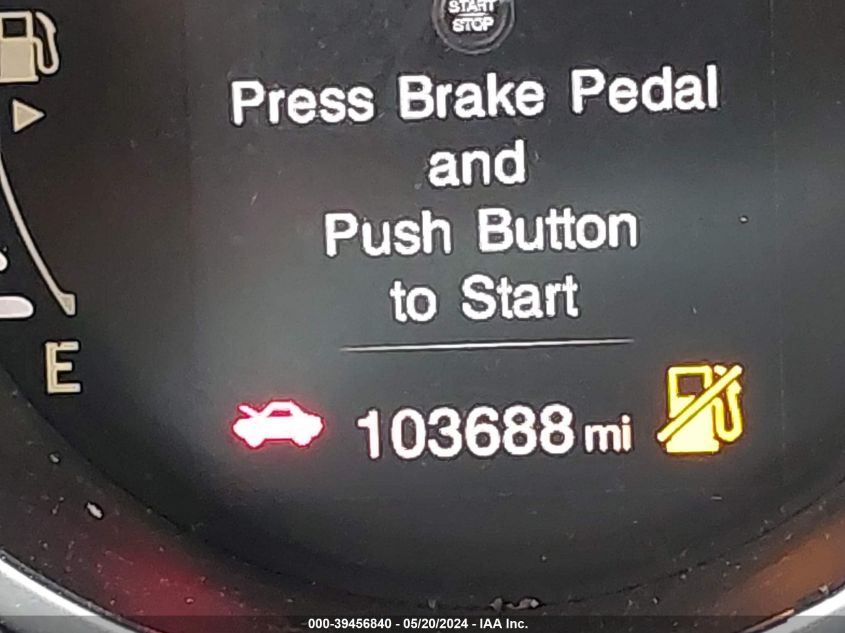 START
STOP
Press Brake Pedal
and
Push Button
to Start
E
103688 mi
000-39456840 - 05/20/2024 - IAA Inc.